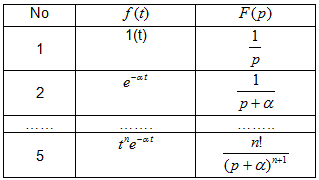 No f(t) F(p)
1 1(t) 1/p
2 e^{-αt} 1/(p+α)
...... ....... ........
5 t^n e^{-αt} n!/(p+α)^{n+1}